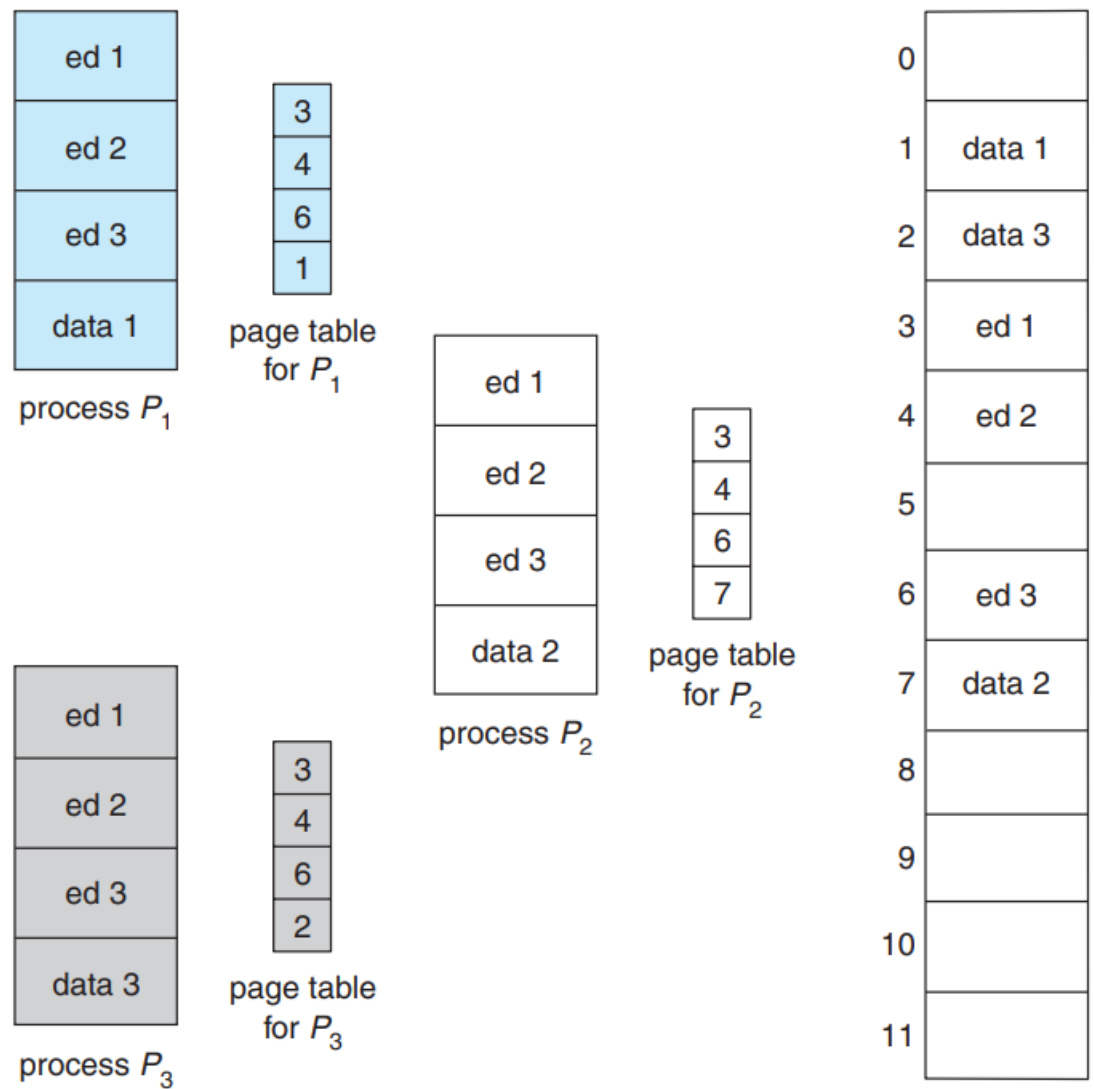 ed 1
ed 2
ed 3
data 1
process P1
3
4
6
1
page table
for P1
ed 1
ed 2
ed 3
data 2
process P2
3
4
6
7
page table
for P2
ed 1
ed 2
ed 3
data 3
process P3
3
4
6
2
page table
for P3
0
1 data 1
2 data 3
3 ed 1
4 ed 2
5
6 ed 3
7 data 2
8
9
10
11